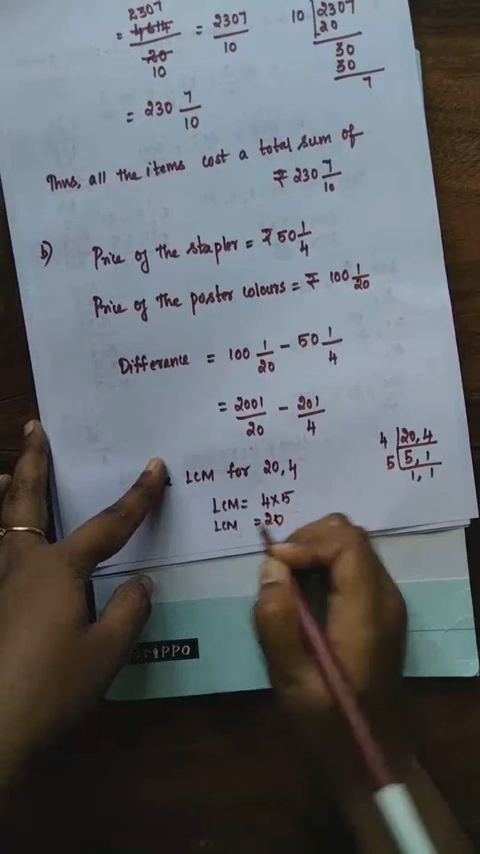 2307
= 4614/20 = 2307/10
10
10 | 2307
20
30
30
7
= 230 7/10
Thus, all the items cost a total sum of
₹ 230 7/10
b) Price of the stapler = ₹ 50 1/4
Price of the poster colours = ₹ 100 1/20
Difference = 100 1/20 - 50 1/4
= 2001/20 - 201/4
LCM for 20, 4
LCM = 4×5
LCM = 20
4 | 20, 4
5 | 5, 1
1, 1
PPO